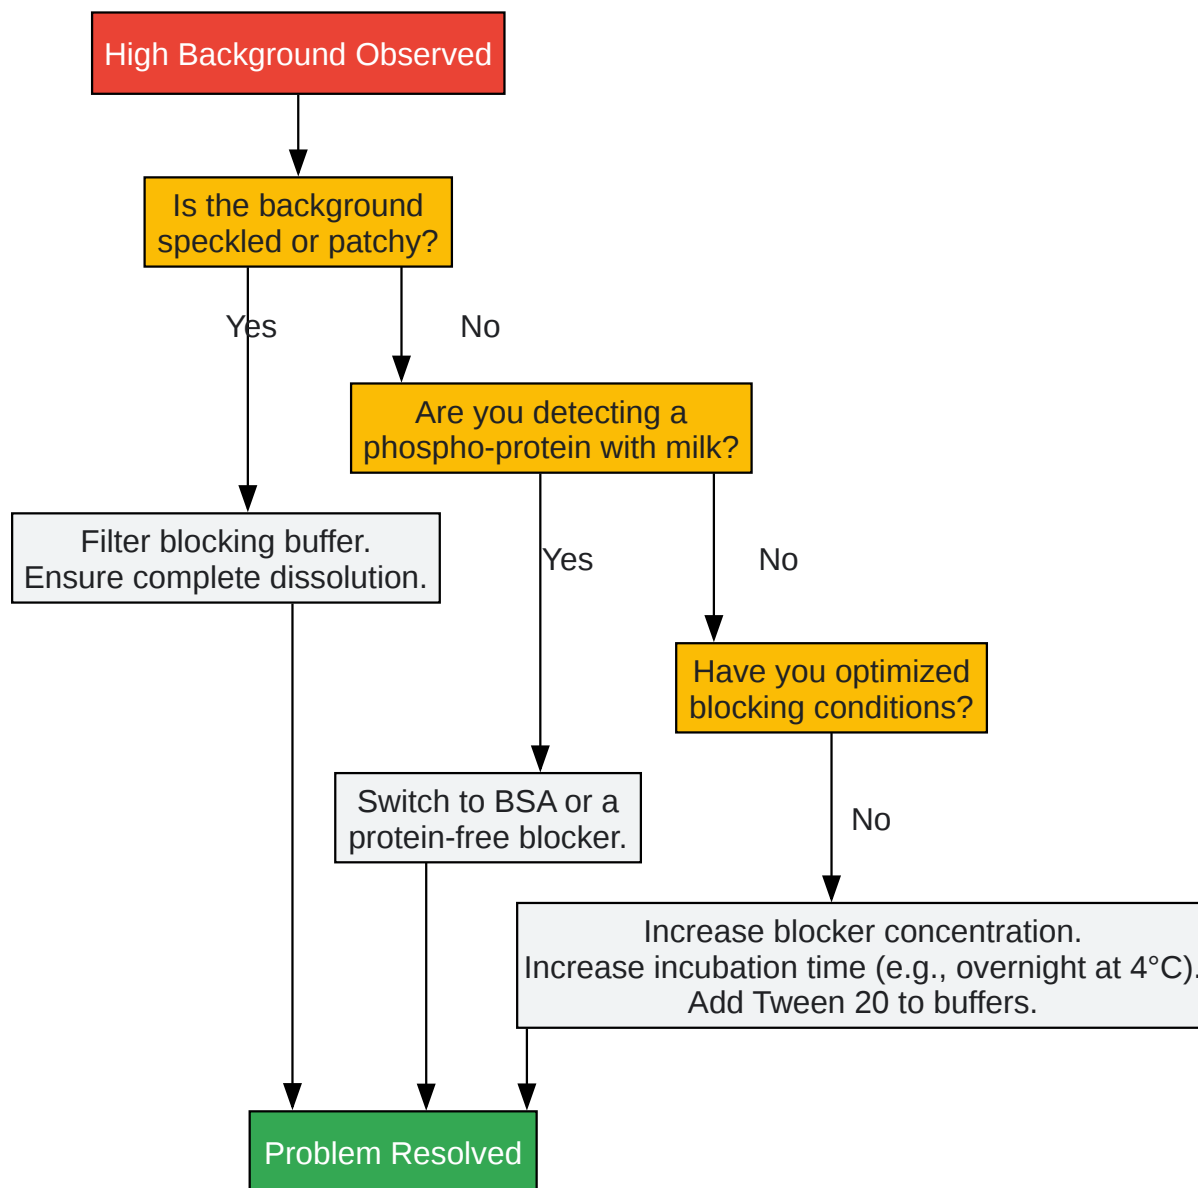 High Background Observed
Is the background
speckled or patchy?
Yes
No
Are you detecting a
phospho-protein with milk?
Filter blocking buffer.
Ensure complete dissolution.
Yes
No
Have you optimized
blocking conditions?
Switch to BSA or a
protein-free blocker.
No
Increase blocker concentration.
Increase incubation time (e.g., overnight at 4°C).
Add Tween 20 to buffers.
Problem Resolved